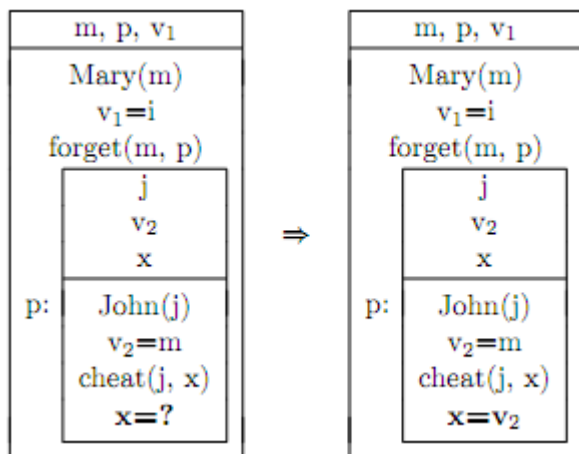 m, p, v₁
Mary(m)
v₁=i
forget(m, p)
j
v₂
x
p:
John(j)
v₂=m
cheat(j, x)
x=?
⇒
m, p, v₁
Mary(m)
v₁=i
forget(m, p)
j
v₂
x
p:
John(j)
v₂=m
cheat(j, x)
x=v₂